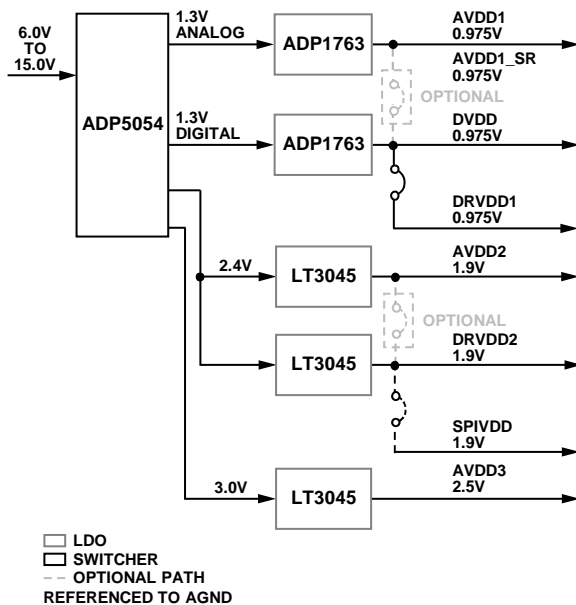 6.0V
TO
15.0V
ADP5054
1.3V
ANALOG
ADP1763
AVDD1
0.975V
AVDD1_SR
0.975V
OPTIONAL
1.3V
DIGITAL
ADP1763
DVDD
0.975V
DRVDD1
0.975V
2.4V
LT3045
AVDD2
1.9V
OPTIONAL
LT3045
DRVDD2
1.9V
SPIVDD
1.9V
3.0V
LT3045
AVDD3
2.5V
LDO
SWITCHER
OPTIONAL PATH
REFERENCED TO AGND